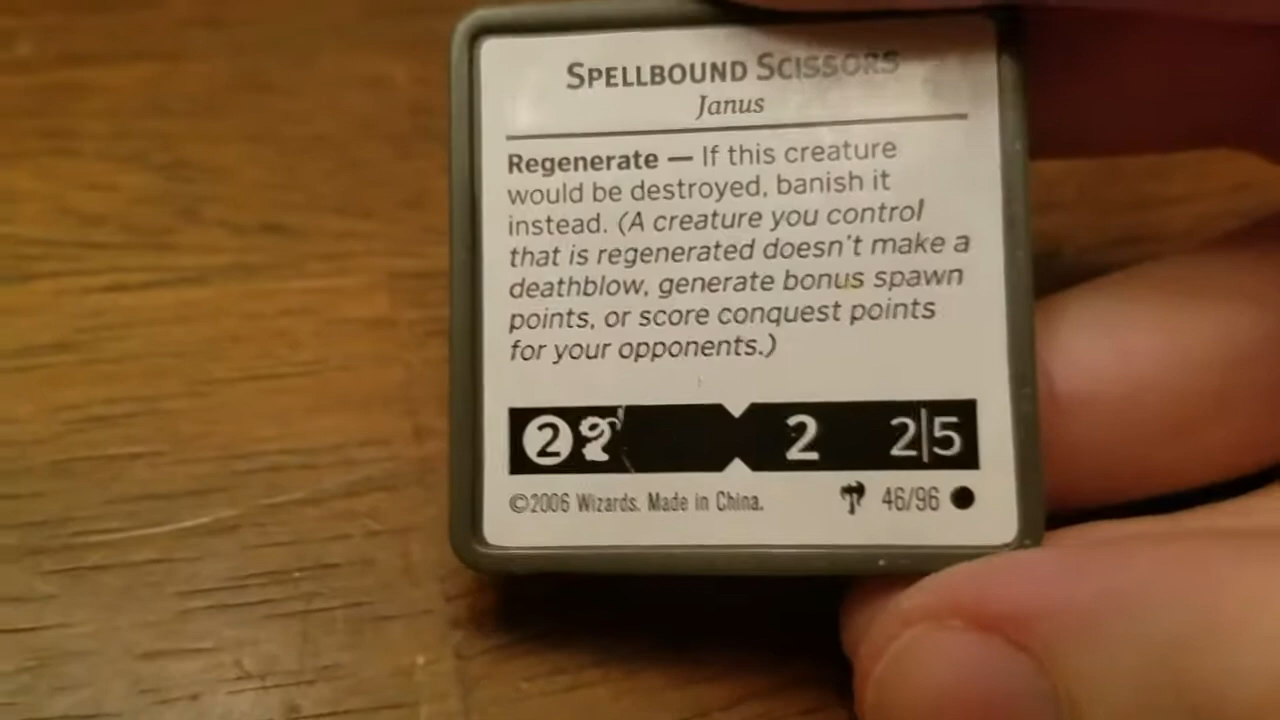 SPELLBOUND SCISSORS
Janus
Regenerate — If this creature
would be destroyed, banish it
instead. (A creature you control
that is regenerated doesn't make a
deathblow, generate bonus spawn
points, or score conquest points
for your opponents.)
2 2 2|5
©2006 Wizards. Made in China. 46/96